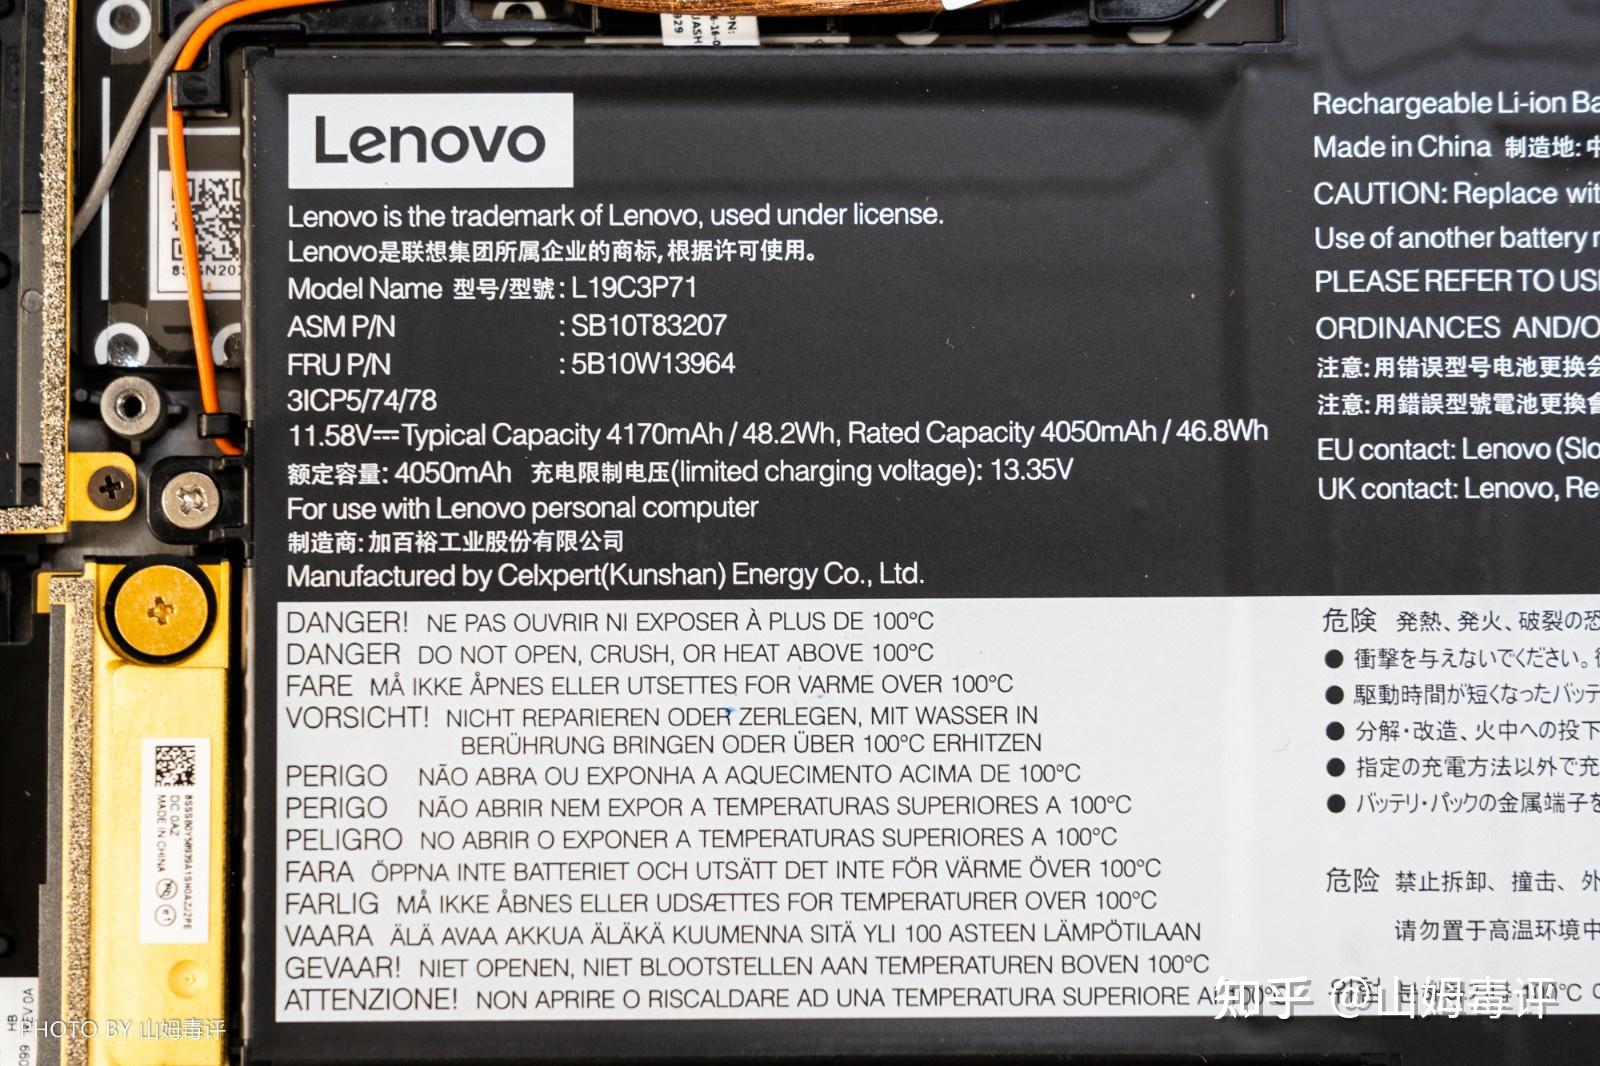 Lenovo
Lenovo is the trademark of Lenovo, used under license.
Lenovo是联想集团所属企业的商标,根据许可使用。
Model Name 型号/型號: L19C3P71
ASM P/N : SB10T83207
FRU P/N : 5B10W13964
3ICP5/74/78
11.58V⎓Typical Capacity 4170mAh / 48.2Wh, Rated Capacity 4050mAh / 46.8Wh
额定容量: 4050mAh 充电限制电压(limited charging voltage): 13.35V
For use with Lenovo personal computer
制造商: 加百裕工业股份有限公司
Manufactured by Celxpert(Kunshan) Energy Co., Ltd.
DANGER! NE PAS OUVRIR NI EXPOSER À PLUS DE 100°C
DANGER DO NOT OPEN, CRUSH, OR HEAT ABOVE 100°C
FARE MÅ IKKE ÅPNES ELLER UTSETTES FOR VARME OVER 100°C
VORSICHT! NICHT REPARIEREN ODER ZERLEGEN, MIT WASSER IN
BERÜHRUNG BRINGEN ODER ÜBER 100°C ERHITZEN
PERIGO NÃO ABRA OU EXPONHA A AQUECIMENTO ACIMA DE 100°C
PERIGO NÃO ABRIR NEM EXPOR A TEMPERATURAS SUPERIORES A 100°C
PELIGRO NO ABRIR O EXPONER A TEMPERATURAS SUPERIORES A 100°C
FARA ÖPPNA INTE BATTERIET OCH UTSÄTT DET INTE FÖR VÄRME ÖVER 100°C
FARLIG MÅ IKKE ÅBNES ELLER UDSÆTTES FOR TEMPERATURER OVER 100°C
VAARA ÄLÄ AVAA AKKUA ÄLÄKÄ KUUMENNA SITÄ YLI 100 ASTEEN LÄMPÖTILAAN
GEVAAR! NIET OPENEN, NIET BLOOTSTELLEN AAN TEMPERATUREN BOVEN 100°C
ATTENZIONE! NON APRIRE O RISCALDARE AD UNA TEMPERATURA SUPERIORE A 100°C
Rechargeable Li-ion Ba
Made in China 制造地: 中
CAUTION: Replace wit
Use of another battery
PLEASE REFER TO US
ORDINANCES AND/O
注意: 用错误型号电池更换会
注意: 用錯誤型號電池更換會
EU contact: Lenovo (Slo
UK contact: Lenovo, Re
危険 発熱、発火、破裂の恐
● 衝撃を与えないでください。
● 駆動時間が短くなったバッテ
● 分解・改造、火中への投下
● 指定の充電方法以外で充
● バッテリ・パックの金属端子を
危险 禁止拆卸、撞击、外
请勿置于高温环境中
DC 0AZ
MADE IN CHINA
知乎 @山姆毒评
PHOTO BY 山姆毒评